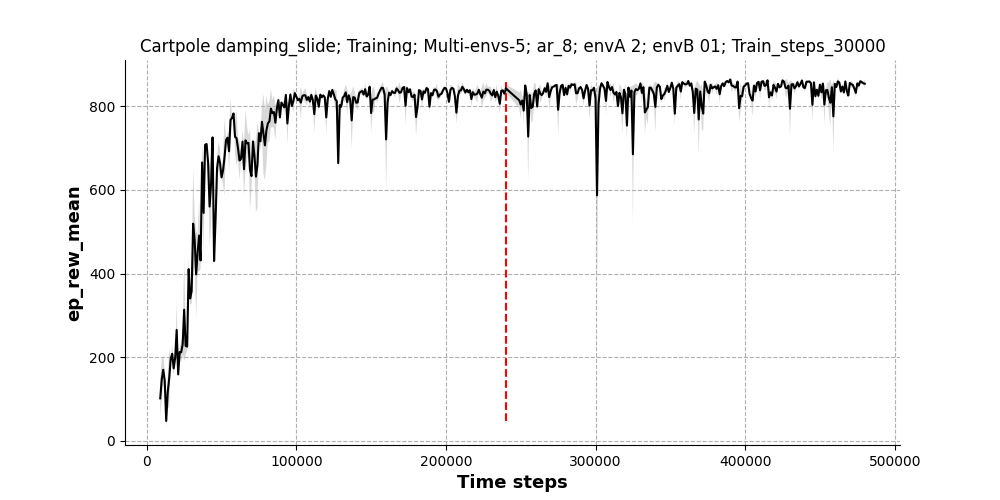 Cartpole damping_slide; Training; Multi-envs-5; ar_8; envA 2; envB 01; Train_steps_30000
ep_rew_mean
800
600
400
200
0
0 100000 200000 300000 400000 500000
Time steps